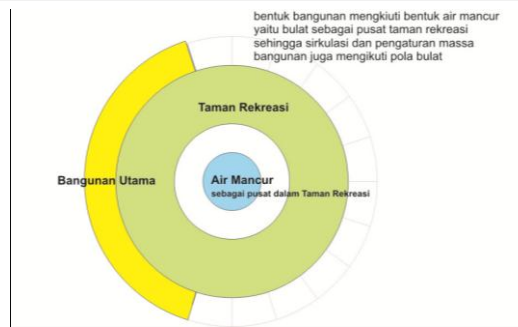 bentuk bangunan mengkiuti bentuk air mancur
yaitu bulat sebagai pusat taman rekreasi
sehingga sirkulasi dan pengaturan massa
bangunan juga mengikuti pola bulat
Taman Rekreasi
Bangunan Utama
Air Mancur
sebagai pusat dalam Taman Rekreasi